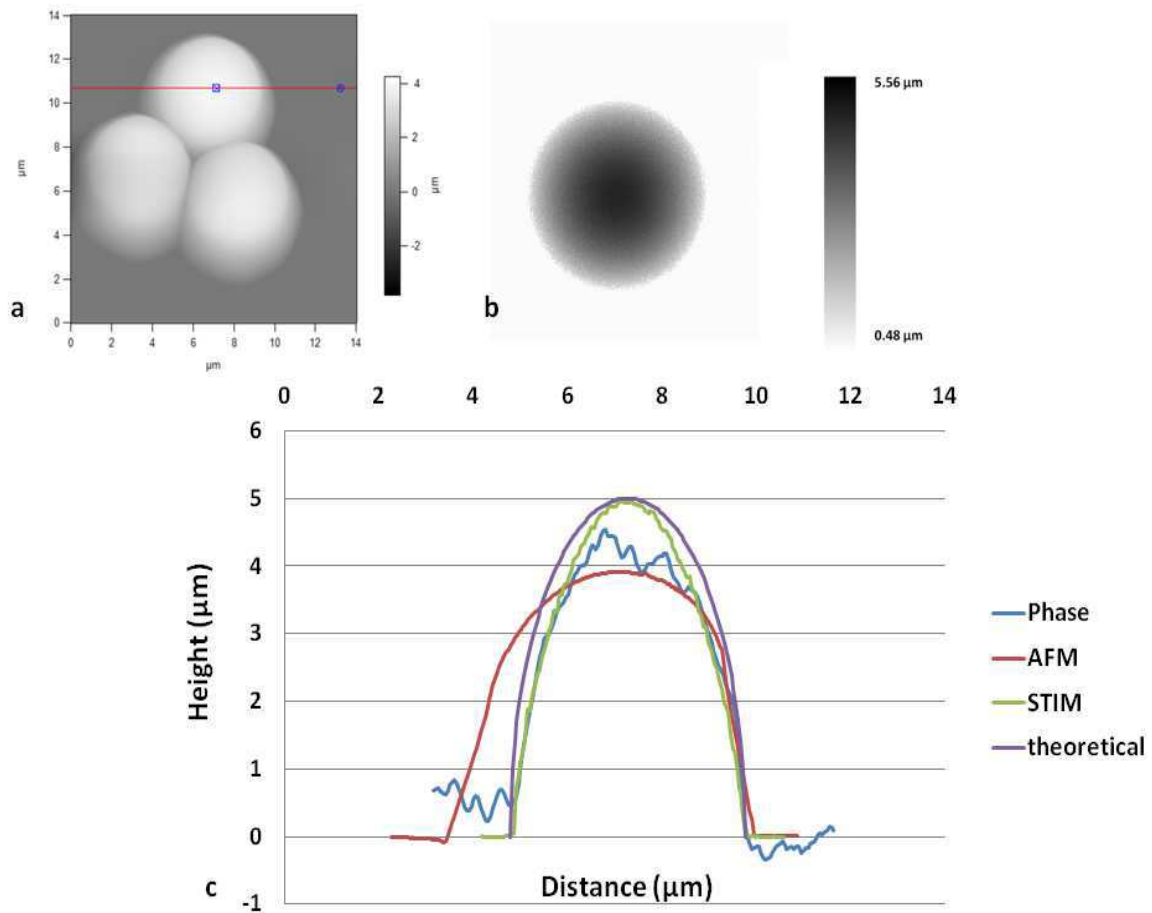 14
12
10
8
6
4
2
0
µm
0 2 4 6 8 10 12 14
µm
4
2
0
-2
µm
a
5.56 µm
0.48 µm
b
0 2 4 6 8 10 12 14
6
5
4
3
2
1
0
-1
Height (µm)
Distance (µm)
Phase
AFM
STIM
theoretical
c